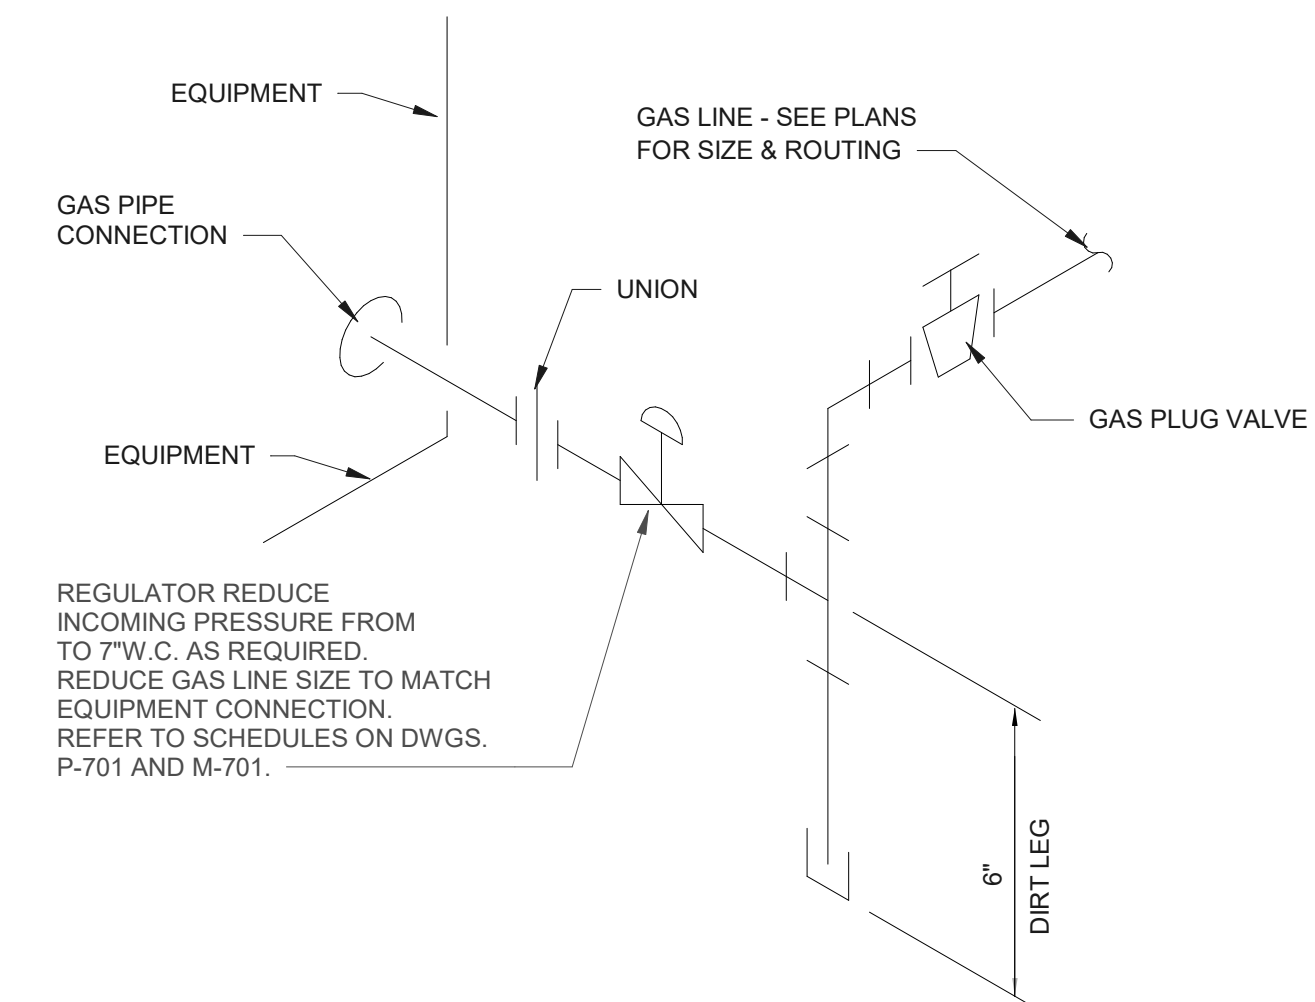 EQUIPMENT
GAS LINE - SEE PLANS
FOR SIZE & ROUTING
GAS PIPE
CONNECTION
UNION
GAS PLUG VALVE
EQUIPMENT
REGULATOR REDUCE
INCOMING PRESSURE FROM
TO 7"W.C. AS REQUIRED.
REDUCE GAS LINE SIZE TO MATCH
EQUIPMENT CONNECTION.
REFER TO SCHEDULES ON DWGS.
P-701 AND M-701.
6"
DIRT LEG